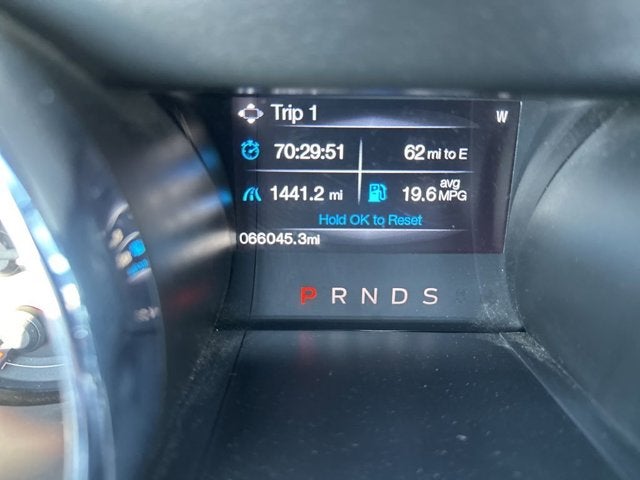 Trip 1 W
70:29:51 62 mi to E
1441.2 mi 19.6 avg MPG
Hold OK to Reset
066045.3mi
P R N D S